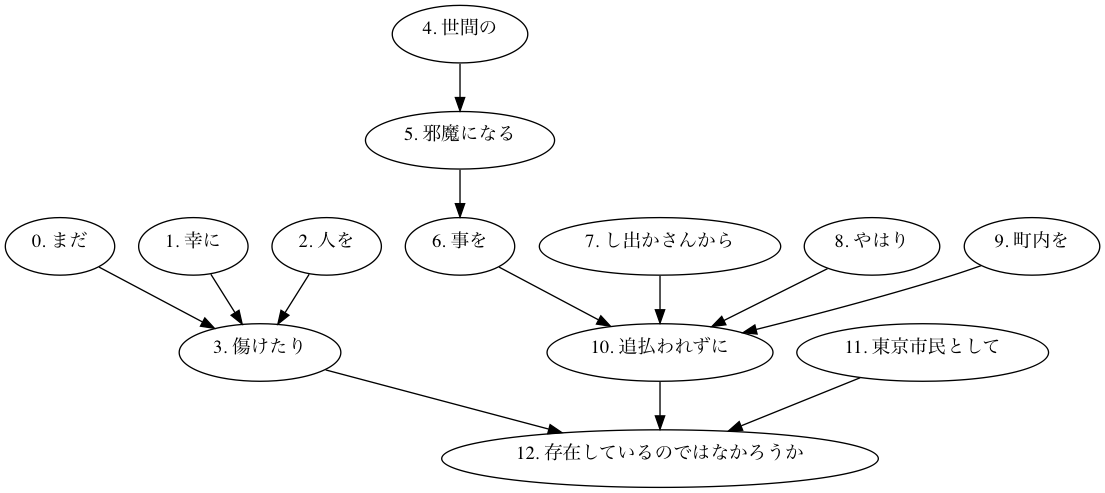 4. 世間の
5. 邪魔になる
0. まだ
1. 幸に
2. 人を
6. 事を
7. し出かさんから
8. やはり
9. 町内を
3. 傷けたり
10. 追払われずに
11. 東京市民として
12. 存在しているのではなかろうか